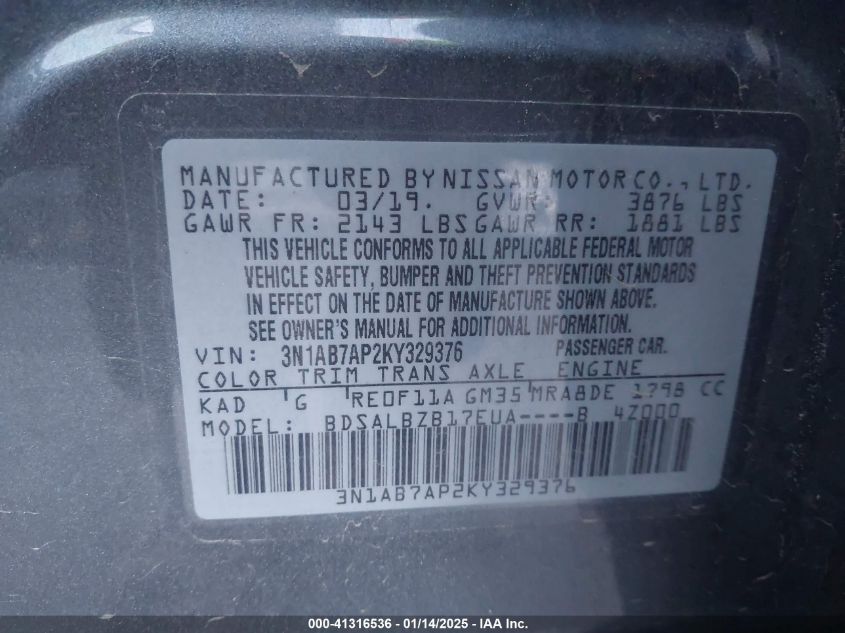 MANUFACTURED BY NISSAN MOTOR CO., LTD.
DATE: 03/19. GVWR: 3876 LBS
GAWR FR: 2143 LBS GAWR RR: 1881 LBS
THIS VEHICLE CONFORMS TO ALL APPLICABLE FEDERAL MOTOR
VEHICLE SAFETY, BUMPER AND THEFT PREVENTION STANDARDS
IN EFFECT ON THE DATE OF MANUFACTURE SHOWN ABOVE.
SEE OWNER'S MANUAL FOR ADDITIONAL INFORMATION.
VIN: 3N1AB7AP2KY329376 PASSENGER CAR.
COLOR TRIM TRANS AXLE ENGINE
KAD G RE0F11A GM35 MRA8DE 1798 CC
MODEL: BDSALBZB17EUA----B 4Z000
3N1AB7AP2KY329376
000-41316536 - 01/14/2025 - IAA Inc.